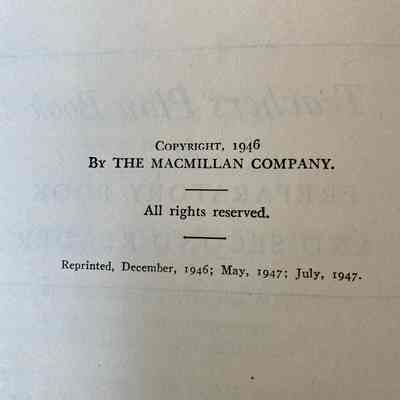 COPYRIGHT, 1946
BY THE MACMILLAN COMPANY.
All rights reserved.
Reprinted, December, 1946; May, 1947; July, 1947.